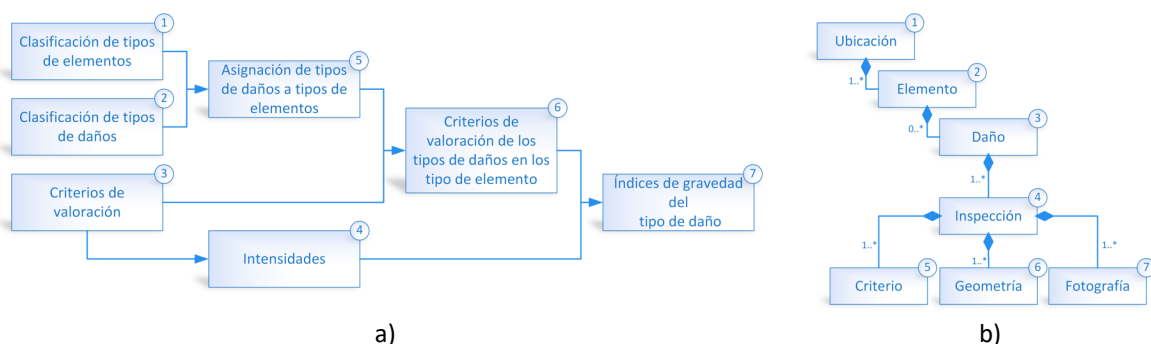 1
Clasificación de tipos
de elementos
2
Clasificación de tipos
de daños
3
Criterios de
valoración
4
Intensidades
5
Asignación de tipos
de daños a tipos de
elementos
6
Criterios de
valoración de los
tipos de daños en los
tipo de elemento
7
Índices de gravedad
del
tipo de daño
a)
1
Ubicación
1..*
2
Elemento
0..*
3
Daño
1..*
4
Inspección
1..*
1..*
1..*
5
Criterio
6
Geometría
7
Fotografía
b)